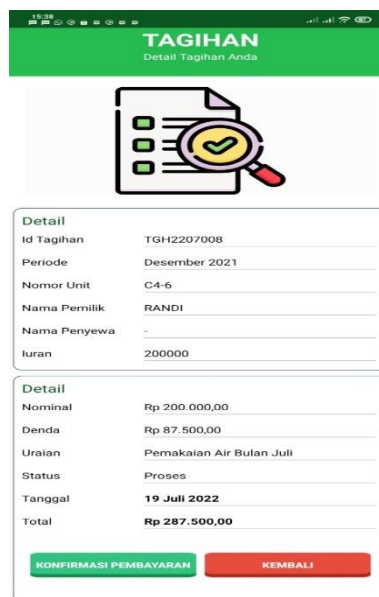 15:38
TAGIHAN
Detail Tagihan Anda
Detail
Id Tagihan TGH2207008
Periode Desember 2021
Nomor Unit C4-6
Nama Pemilik RANDI
Nama Penyewa -
Iuran 200000
Detail
Nominal Rp 200.000,00
Denda Rp 87.500,00
Uraian Pemakaian Air Bulan Juli
Status Proses
Tanggal 19 Juli 2022
Total Rp 287.500,00
KONFIRMASI PEMBAYARAN KEMBALI